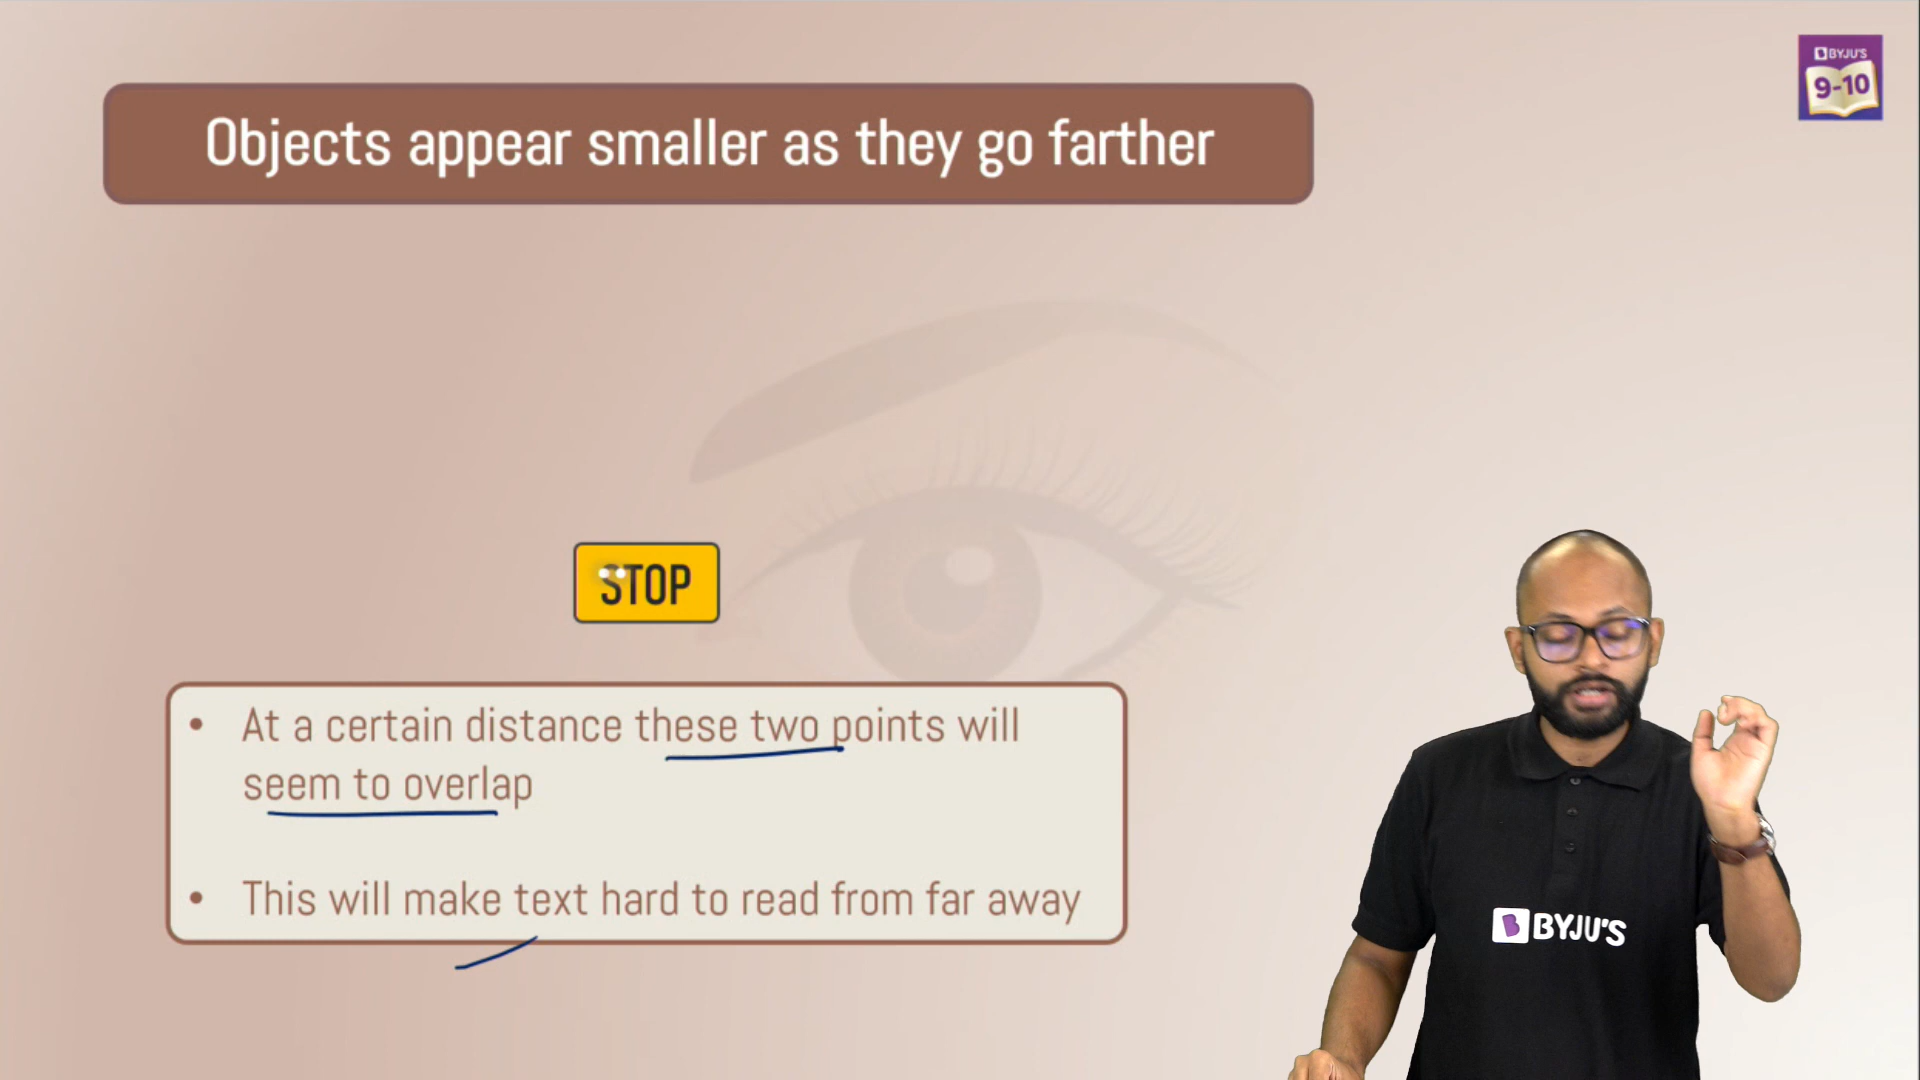 BYJU'S
9-10
Objects appear smaller as they go farther
STOP
• At a certain distance these two points will
seem to overlap
• This will make text hard to read from far away
BYJU'S